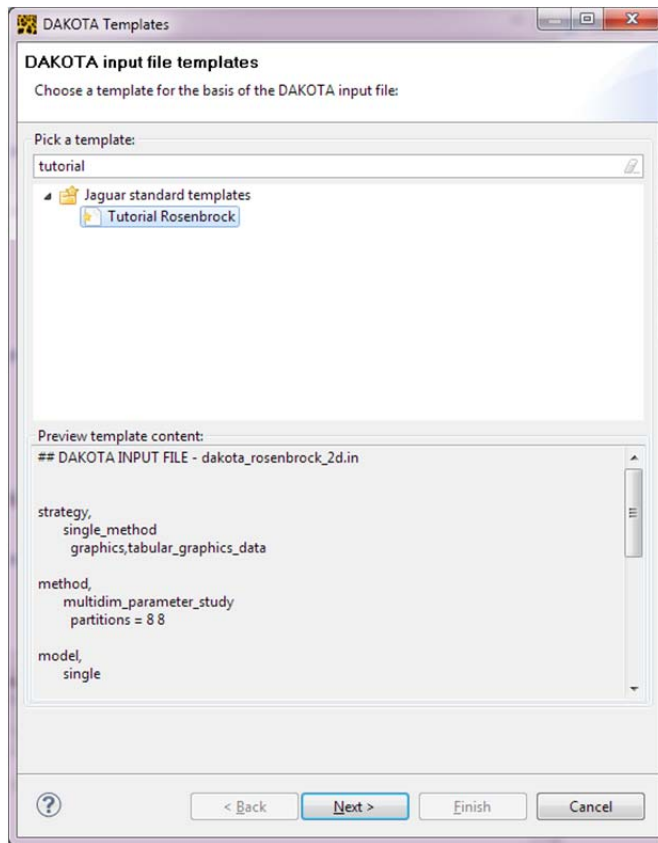 DAKOTA Templates
DAKOTA input file templates
Choose a template for the basis of the DAKOTA input file:
Pick a template:
tutorial
Jaguar standard templates
Tutorial Rosenbrock
Preview template content:
## DAKOTA INPUT FILE - dakota_rosenbrock_2d.in
strategy,
single_method
graphics,tabular_graphics_data
method,
multidim_parameter_study
partitions = 8 8
model,
single
? < Back Next > Finish Cancel